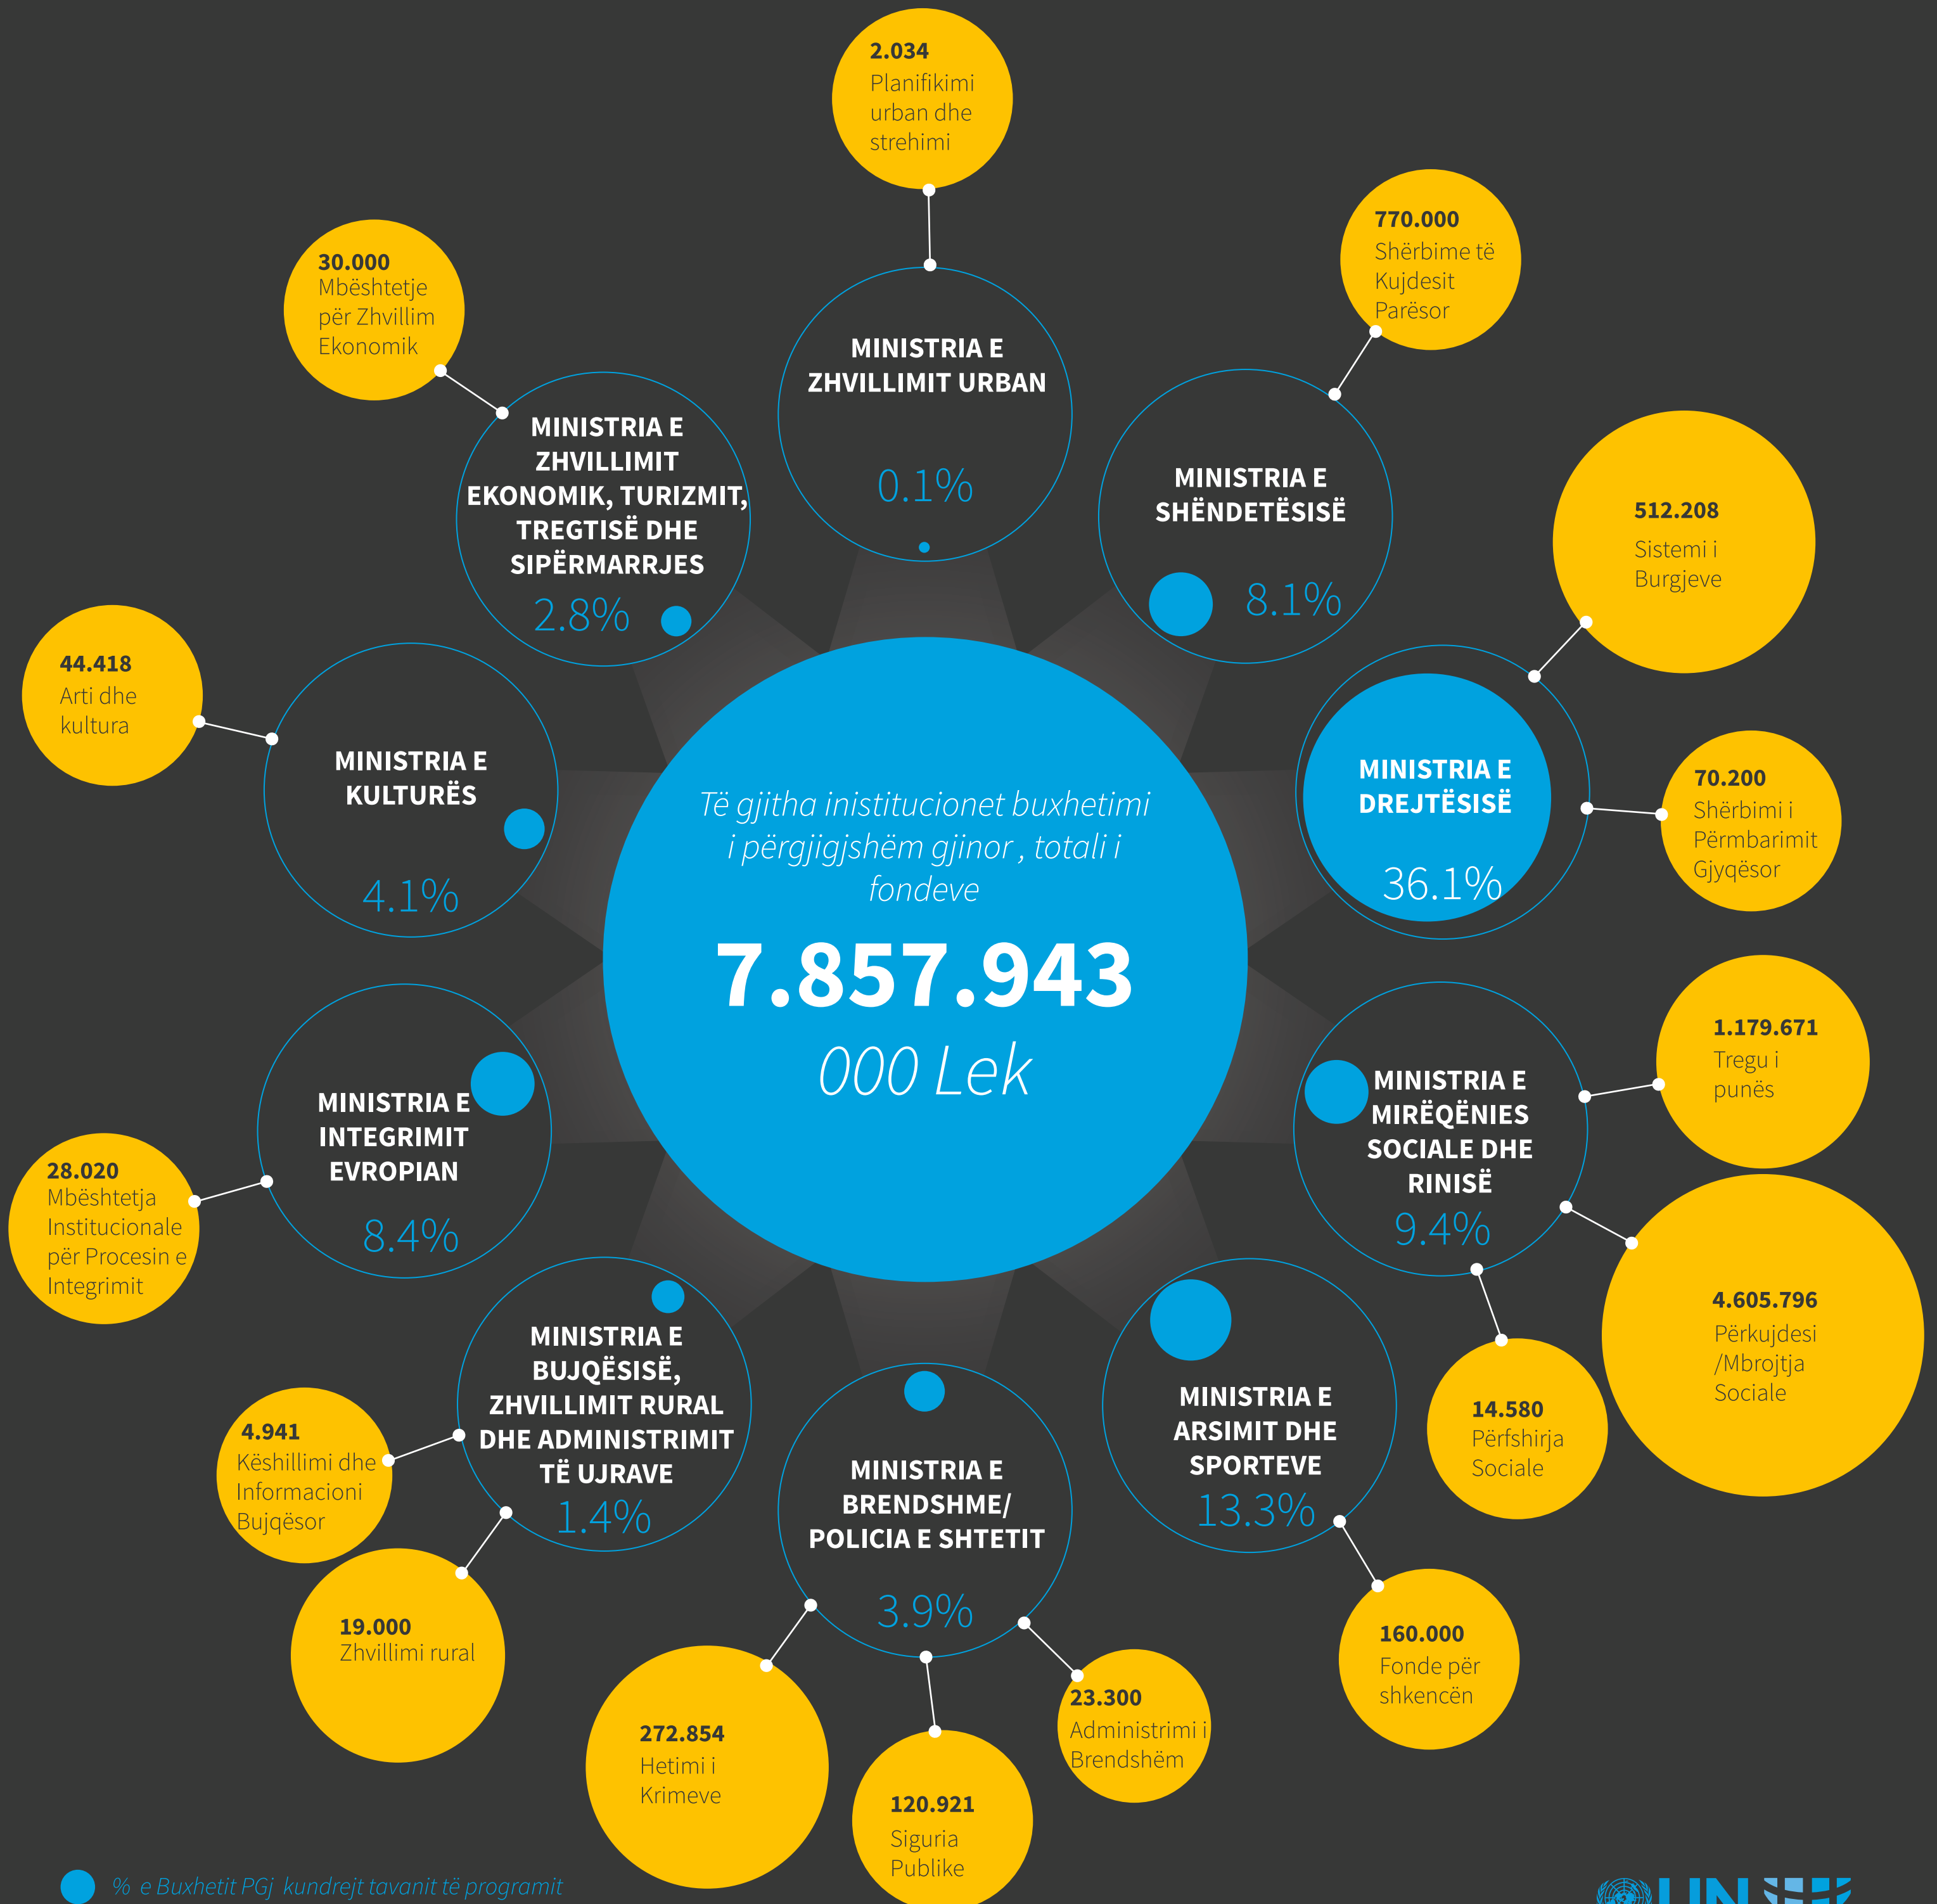 2.034
Planifikimi
urban dhe
strehimi
770.000
Shërbime të
Kujdesit
Parësor
30.000
Mbështetje
për Zhvillim
Ekonomik
MINISTRIA E
ZHVILLIMIT URBAN
0.1%
MINISTRIA E
ZHVILLIMIT
EKONOMIK, TURIZMIT,
TREGTISË DHE
SIPËRMARRJES
2.8%
MINISTRIA E
SHËNDETËSISË
8.1%
512.208
Sistemi i
Burgjeve
44.418
Arti dhe
kultura
MINISTRIA E
KULTURËS
4.1%
MINISTRIA E
DREJTËSISË
36.1%
70.200
Shërbimi i
Përmbarimit
Gjyqësor
Të gjitha inistitucionet buxhetimi
i përgjigjshëm gjinor , totali i
fondeve
7.857.943
000 Lek
1.179.671
Tregu i
punës
MINISTRIA E
INTEGRIMIT
EVROPIAN
8.4%
28.020
Mbështetja
Institucionale
për Procesin e
Integrimit
MINISTRIA E
MIRËQËNIES
SOCIALE DHE
RINISË
9.4%
4.605.796
Përkujdesi
/Mbrojtja
Sociale
14.580
Përfshirja
Sociale
MINISTRIA E
BUJQËSISË,
ZHVILLIMIT RURAL
DHE ADMINISTRIMIT
TË UJRAVE
1.4%
4.941
Këshillimi dhe
Informacioni
Bujqësor
19.000
Zhvillimi rural
MINISTRIA E
BRENDSHME/
POLICIA E SHTETIT
3.9%
MINISTRIA E
ARSIMIT DHE
SPORTEVE
13.3%
160.000
Fonde për
shkencën
272.854
Hetimi i
Krimeve
120.921
Siguria
Publike
23.300
Administrimi i
Brendshëm
% e Buxhetit PGj kundrejt tavanit të programit
UN